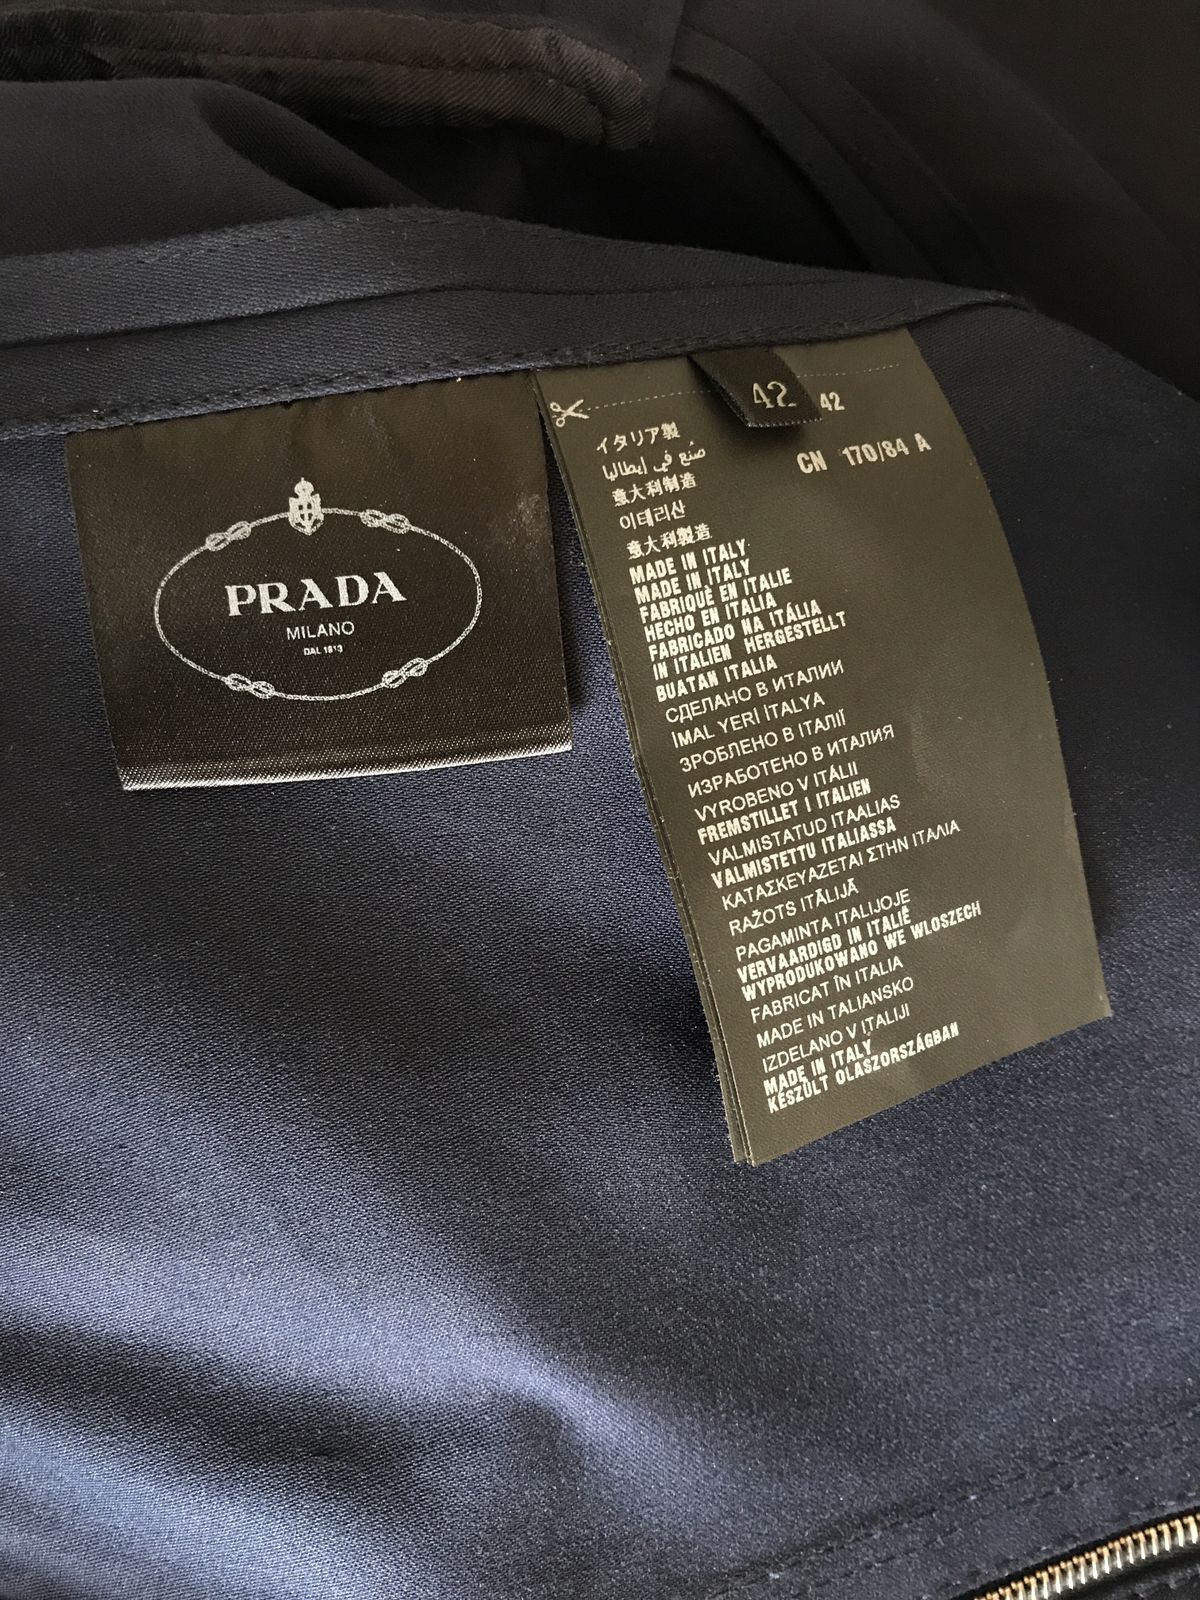 PRADA
MILANO
DAL 1913
42
42
CN 170/84 A
イタリア製
صنع في إيطاليا
意大利制造
이테리산
意大利製造
MADE IN ITALY
MADE IN ITALY
FABRIQUÉ EN ITALIE
HECHO EN ITALIA
FABRICADO NA ITÁLIA
IN ITALIEN HERGESTELLT
BUATAN ITALIA
СДЕЛАНО В ИТАЛИИ
İMAL YERİ İTALYA
ЗРОБЛЕНО В ІТАЛІЇ
ИЗРАБОТЕНО В ИТАЛИЯ
VYROBENO V ITÁLII
FREMSTILLET I ITALIEN
VALMISTATUD ITAALIAS
VALMISTETTU ITALIASSA
ΚΑΤΑΣΚΕΥΑΖΕΤΑΙ ΣΤΗΝ ΙΤΑΛΙΑ
RAŽOTS ITĀLIJĀ
PAGAMINTA ITALIJOJE
VERVAARDIGD IN ITALIË
WYPRODUKOWANO WE WLOSZECH
FABRICAT ÎN ITALIA
MADE IN TALIANSKO
IZDELANO V ITALIJI
MADE IN ITALY
KÉSZÜLT OLASZORSZÁGBAN